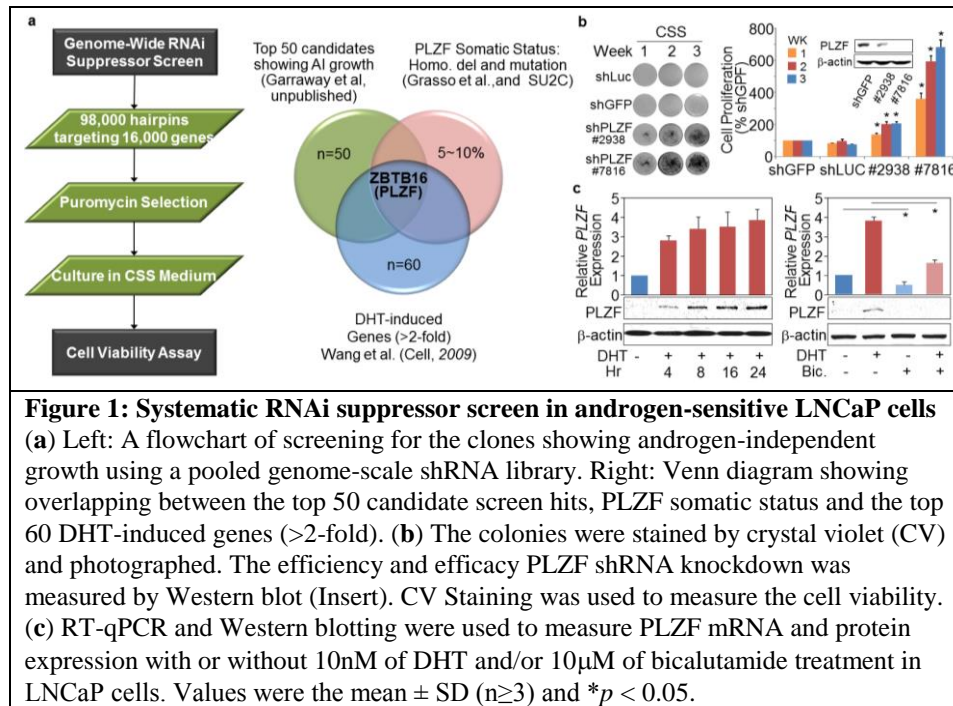 a
Genome-Wide RNAi
Suppressor Screen
98,000 hairpins
targeting 16,000 genes
Puromycin Selection
Culture in CSS Medium
Cell Viability Assay
Top 50 candidates
showing AI growth
(Garraway et al,
unpublished)
PLZF Somatic Status:
Homo. del and mutation
(Grasso et al.,and SU2C)
n=50
5~10%
ZBTB16
(PLZF)
n=60
DHT-induced
Genes (>2-fold)
Wang et al. (Cell, 2009)
b
CSS
Week 1 2 3
shLuc
shGFP
shPLZF
#2938
shPLZF
#7816
Cell Proliferation
(% shGPF)
800
600
400
200
0
WK
1
2
3
PLZF
β-actin
shGFP
#2938
#7816
* * * * * *
shGFP shLUC #2938 #7816
c
Relative PLZF
Expression
5
4
3
2
1
0
PLZF
β-actin
DHT - + + + +
Hr 4 8 16 24
Relative PLZF
Expression
5
4
3
2
1
0
* *
PLZF
β-actin
DHT - + - +
Bic. - - + +
Figure 1: Systematic RNAi suppressor screen in androgen-sensitive LNCaP cells
(a) Left: A flowchart of screening for the clones showing androgen-independent
growth using a pooled genome-scale shRNA library. Right: Venn diagram showing
overlapping between the top 50 candidate screen hits, PLZF somatic status and the top
60 DHT-induced genes (>2-fold). (b) The colonies were stained by crystal violet (CV)
and photographed. The efficiency and efficacy PLZF shRNA knockdown was
measured by Western blot (Insert). CV Staining was used to measure the cell viability.
(c) RT-qPCR and Western blotting were used to measure PLZF mRNA and protein
expression with or without 10nM of DHT and/or 10μM of bicalutamide treatment in
LNCaP cells. Values were the mean ± SD (n≥3) and *p < 0.05.